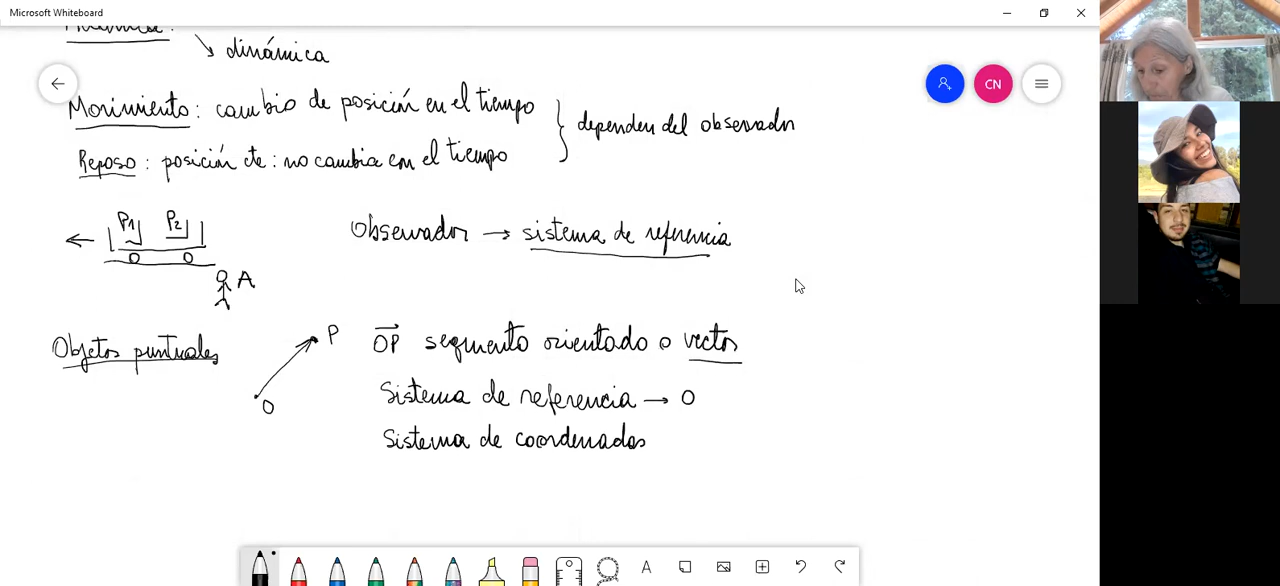 Microsoft Whiteboard
dinámica
CN
Movimiento: cambio de posición en el tiempo
Reposo: posición cte: no cambia en el tiempo
dependen del observador
P1 P2
A
Observador → sistema de referencia
Objetos puntuales
P
O
OP segmento orientado o vector
Sistema de referencia → O
Sistema de coordenadas
A